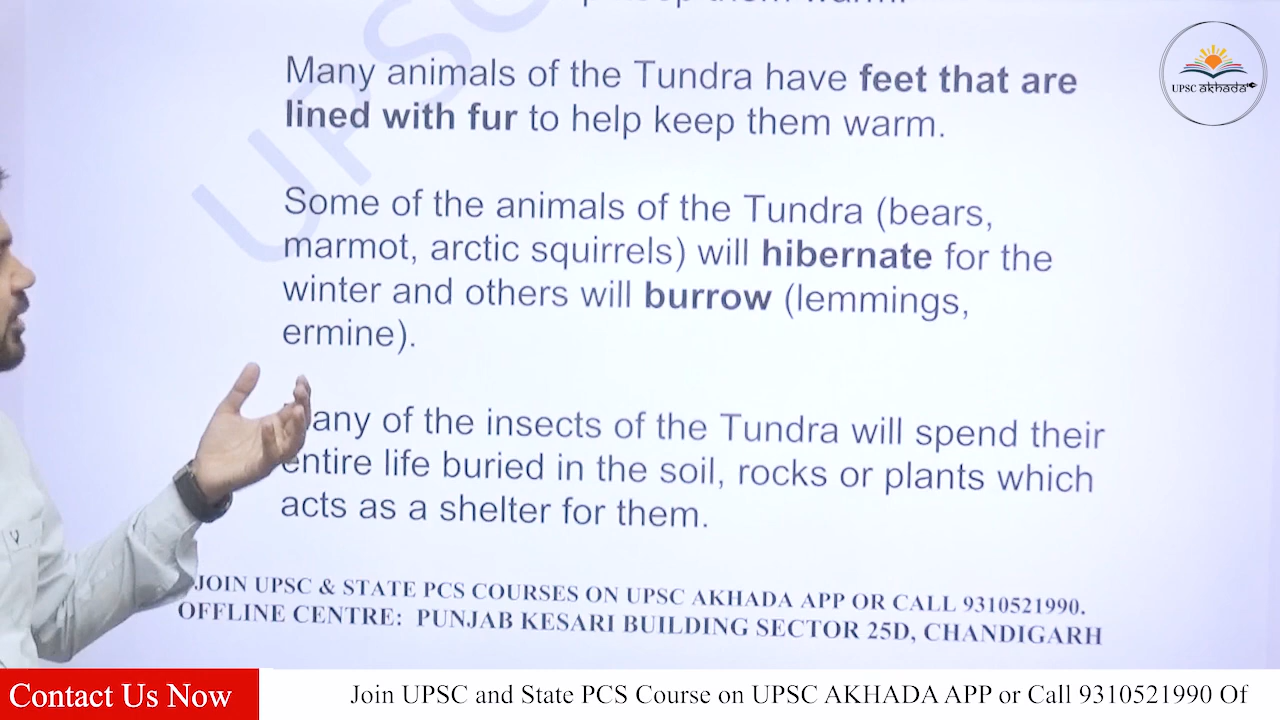 keep them warm.
UPSC
UPSC akhada
Many animals of the Tundra have feet that are
lined with fur to help keep them warm.
Some of the animals of the Tundra (bears,
marmot, arctic squirrels) will hibernate for the
winter and others will burrow (lemmings,
ermine).
any of the insects of the Tundra will spend their
entire life buried in the soil, rocks or plants which
acts as a shelter for them.
JOIN UPSC & STATE PCS COURSES ON UPSC AKHADA APP OR CALL 9310521990.
OFFLINE CENTRE: PUNJAB KESARI BUILDING SECTOR 25D, CHANDIGARH
Contact Us Now
Join UPSC and State PCS Course on UPSC AKHADA APP or Call 9310521990 Of